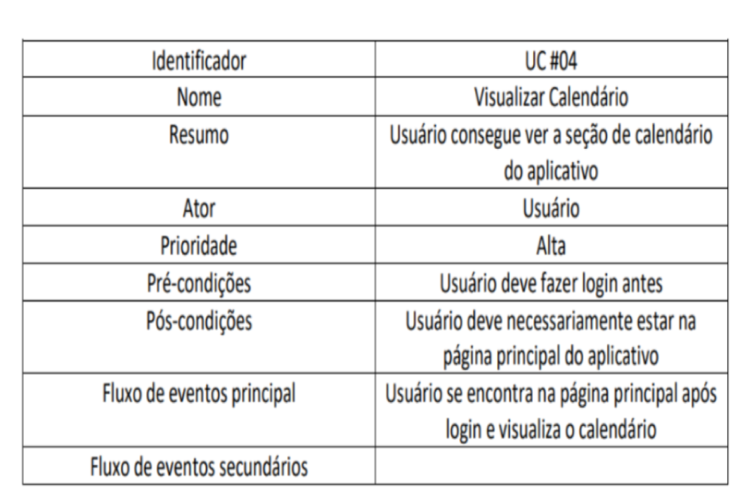 Identificador UC #04
Nome Visualizar Calendário
Resumo Usuário consegue ver a seção de calendário
do aplicativo
Ator Usuário
Prioridade Alta
Pré-condições Usuário deve fazer login antes
Pós-condições Usuário deve necessariamente estar na
página principal do aplicativo
Fluxo de eventos principal Usuário se encontra na página principal após
login e visualiza o calendário
Fluxo de eventos secundários